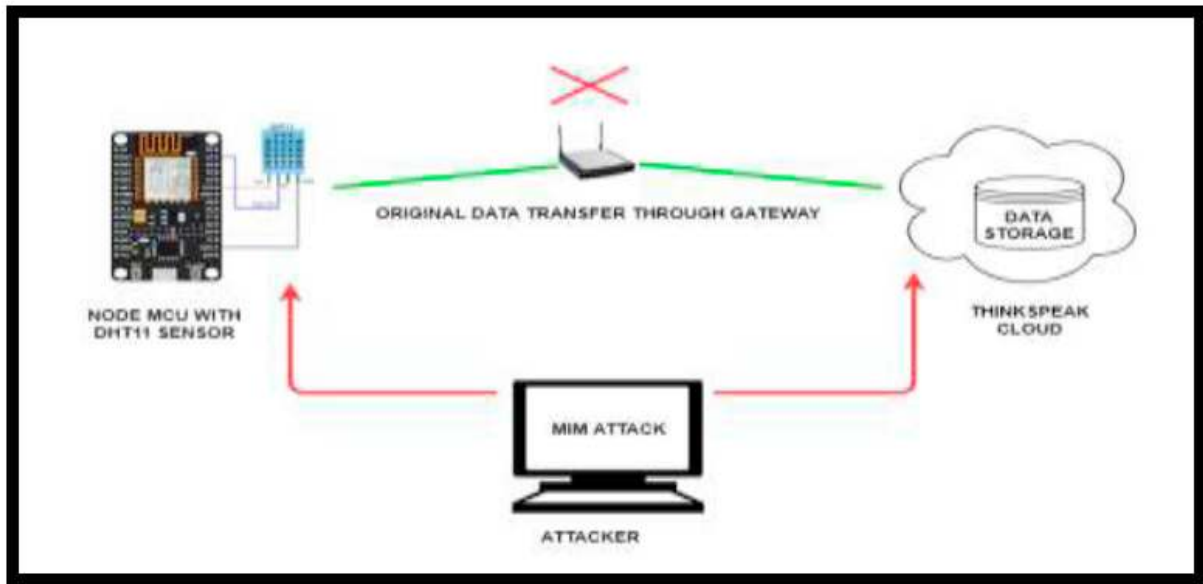 ORIGINAL DATA TRANSFER THROUGH GATEWAY
DATA
STORAGE
NODE MCU WITH
DHT11 SENSOR
THINKSPEAK
CLOUD
MIM ATTACK
ATTACKER